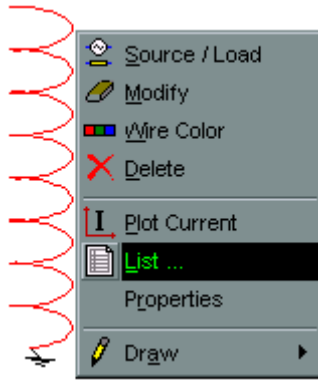 Source / Load
Modify
Wire Color
Delete
I Plot Current
List ...
Properties
Draw